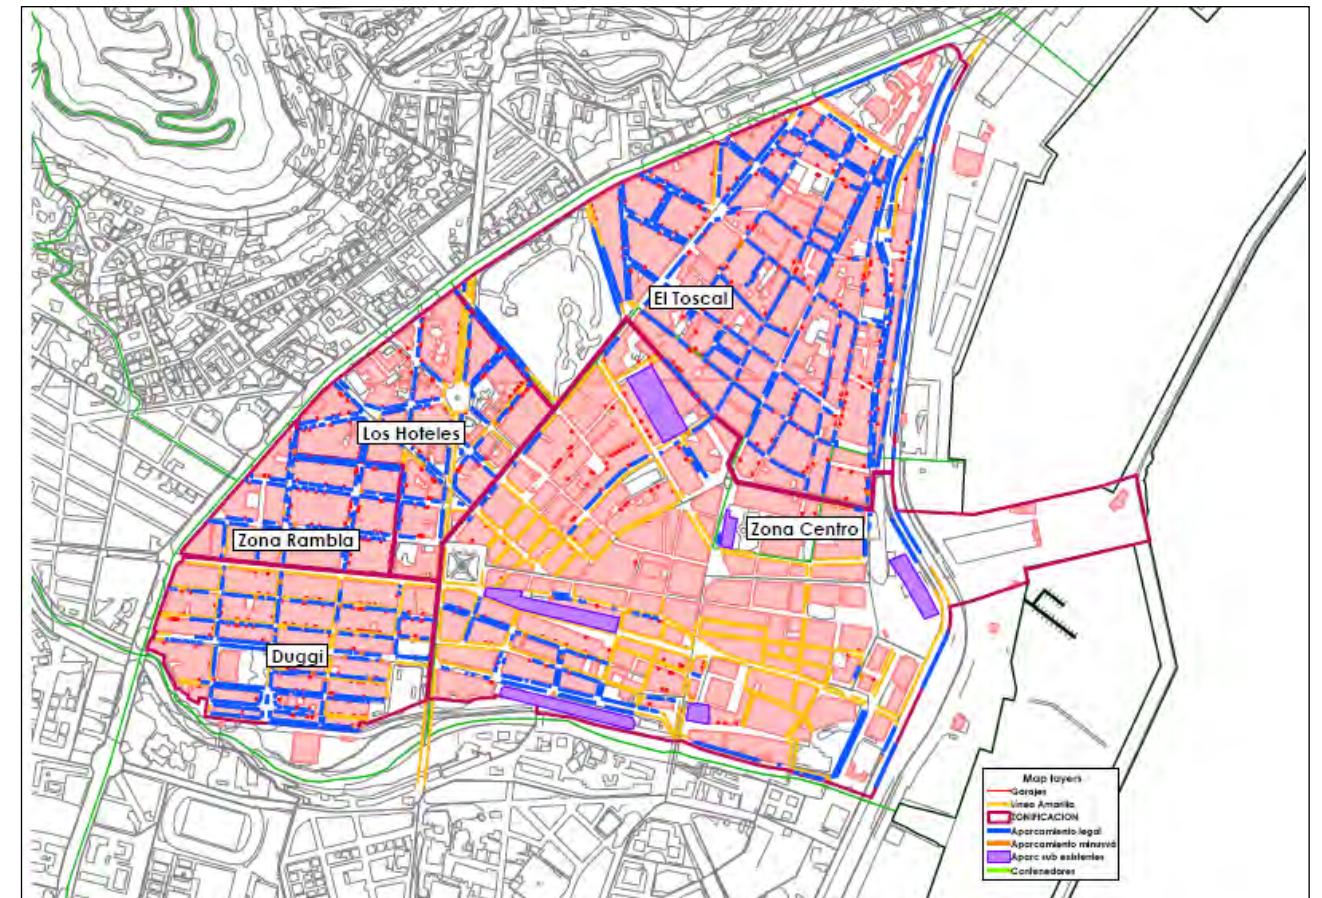 El Toscal
Los Hoteles
Zona Centro
Zona Rambla
Duggi
Map layers
Garajes
Linea Amarilla
ZONIFICACION
Aparcamiento legal
Aparcamiento minusvá
Aparc sub existentes
Contenedores